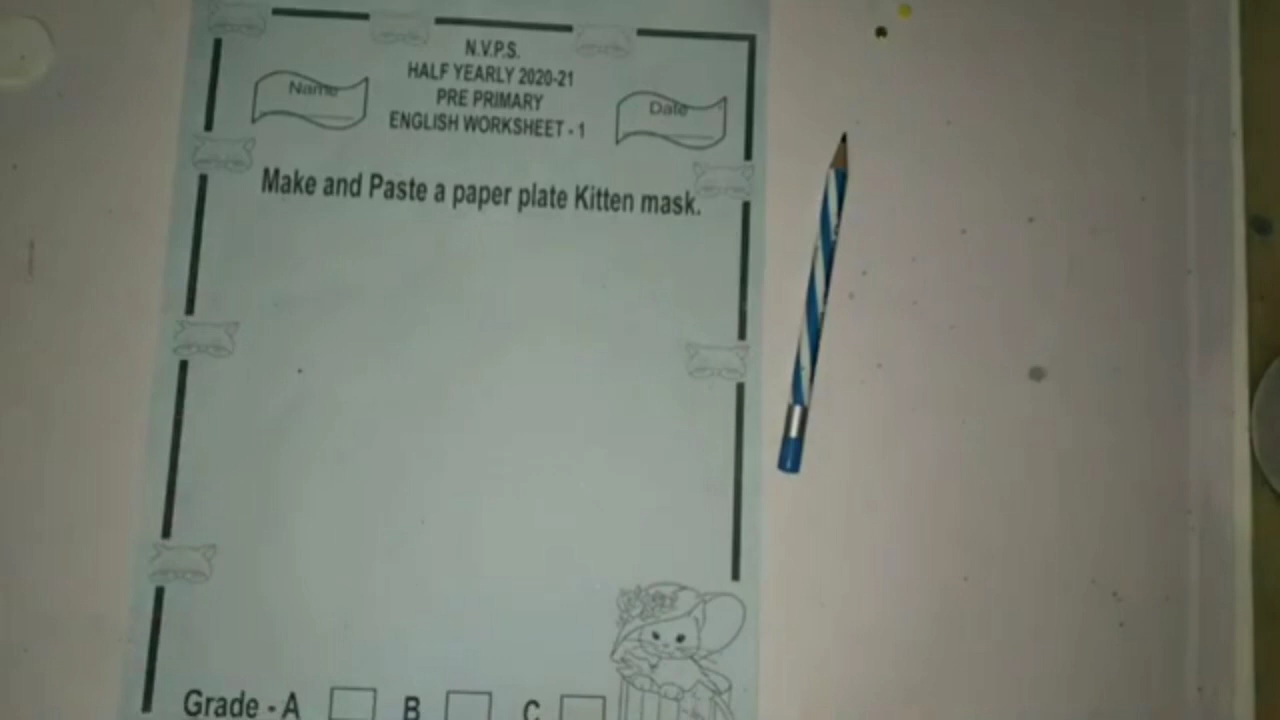 N.V.P.S.
HALF YEARLY 2020-21
PRE PRIMARY
ENGLISH WORKSHEET - 1
Name
Date
Make and Paste a paper plate Kitten mask.
Grade - A B C